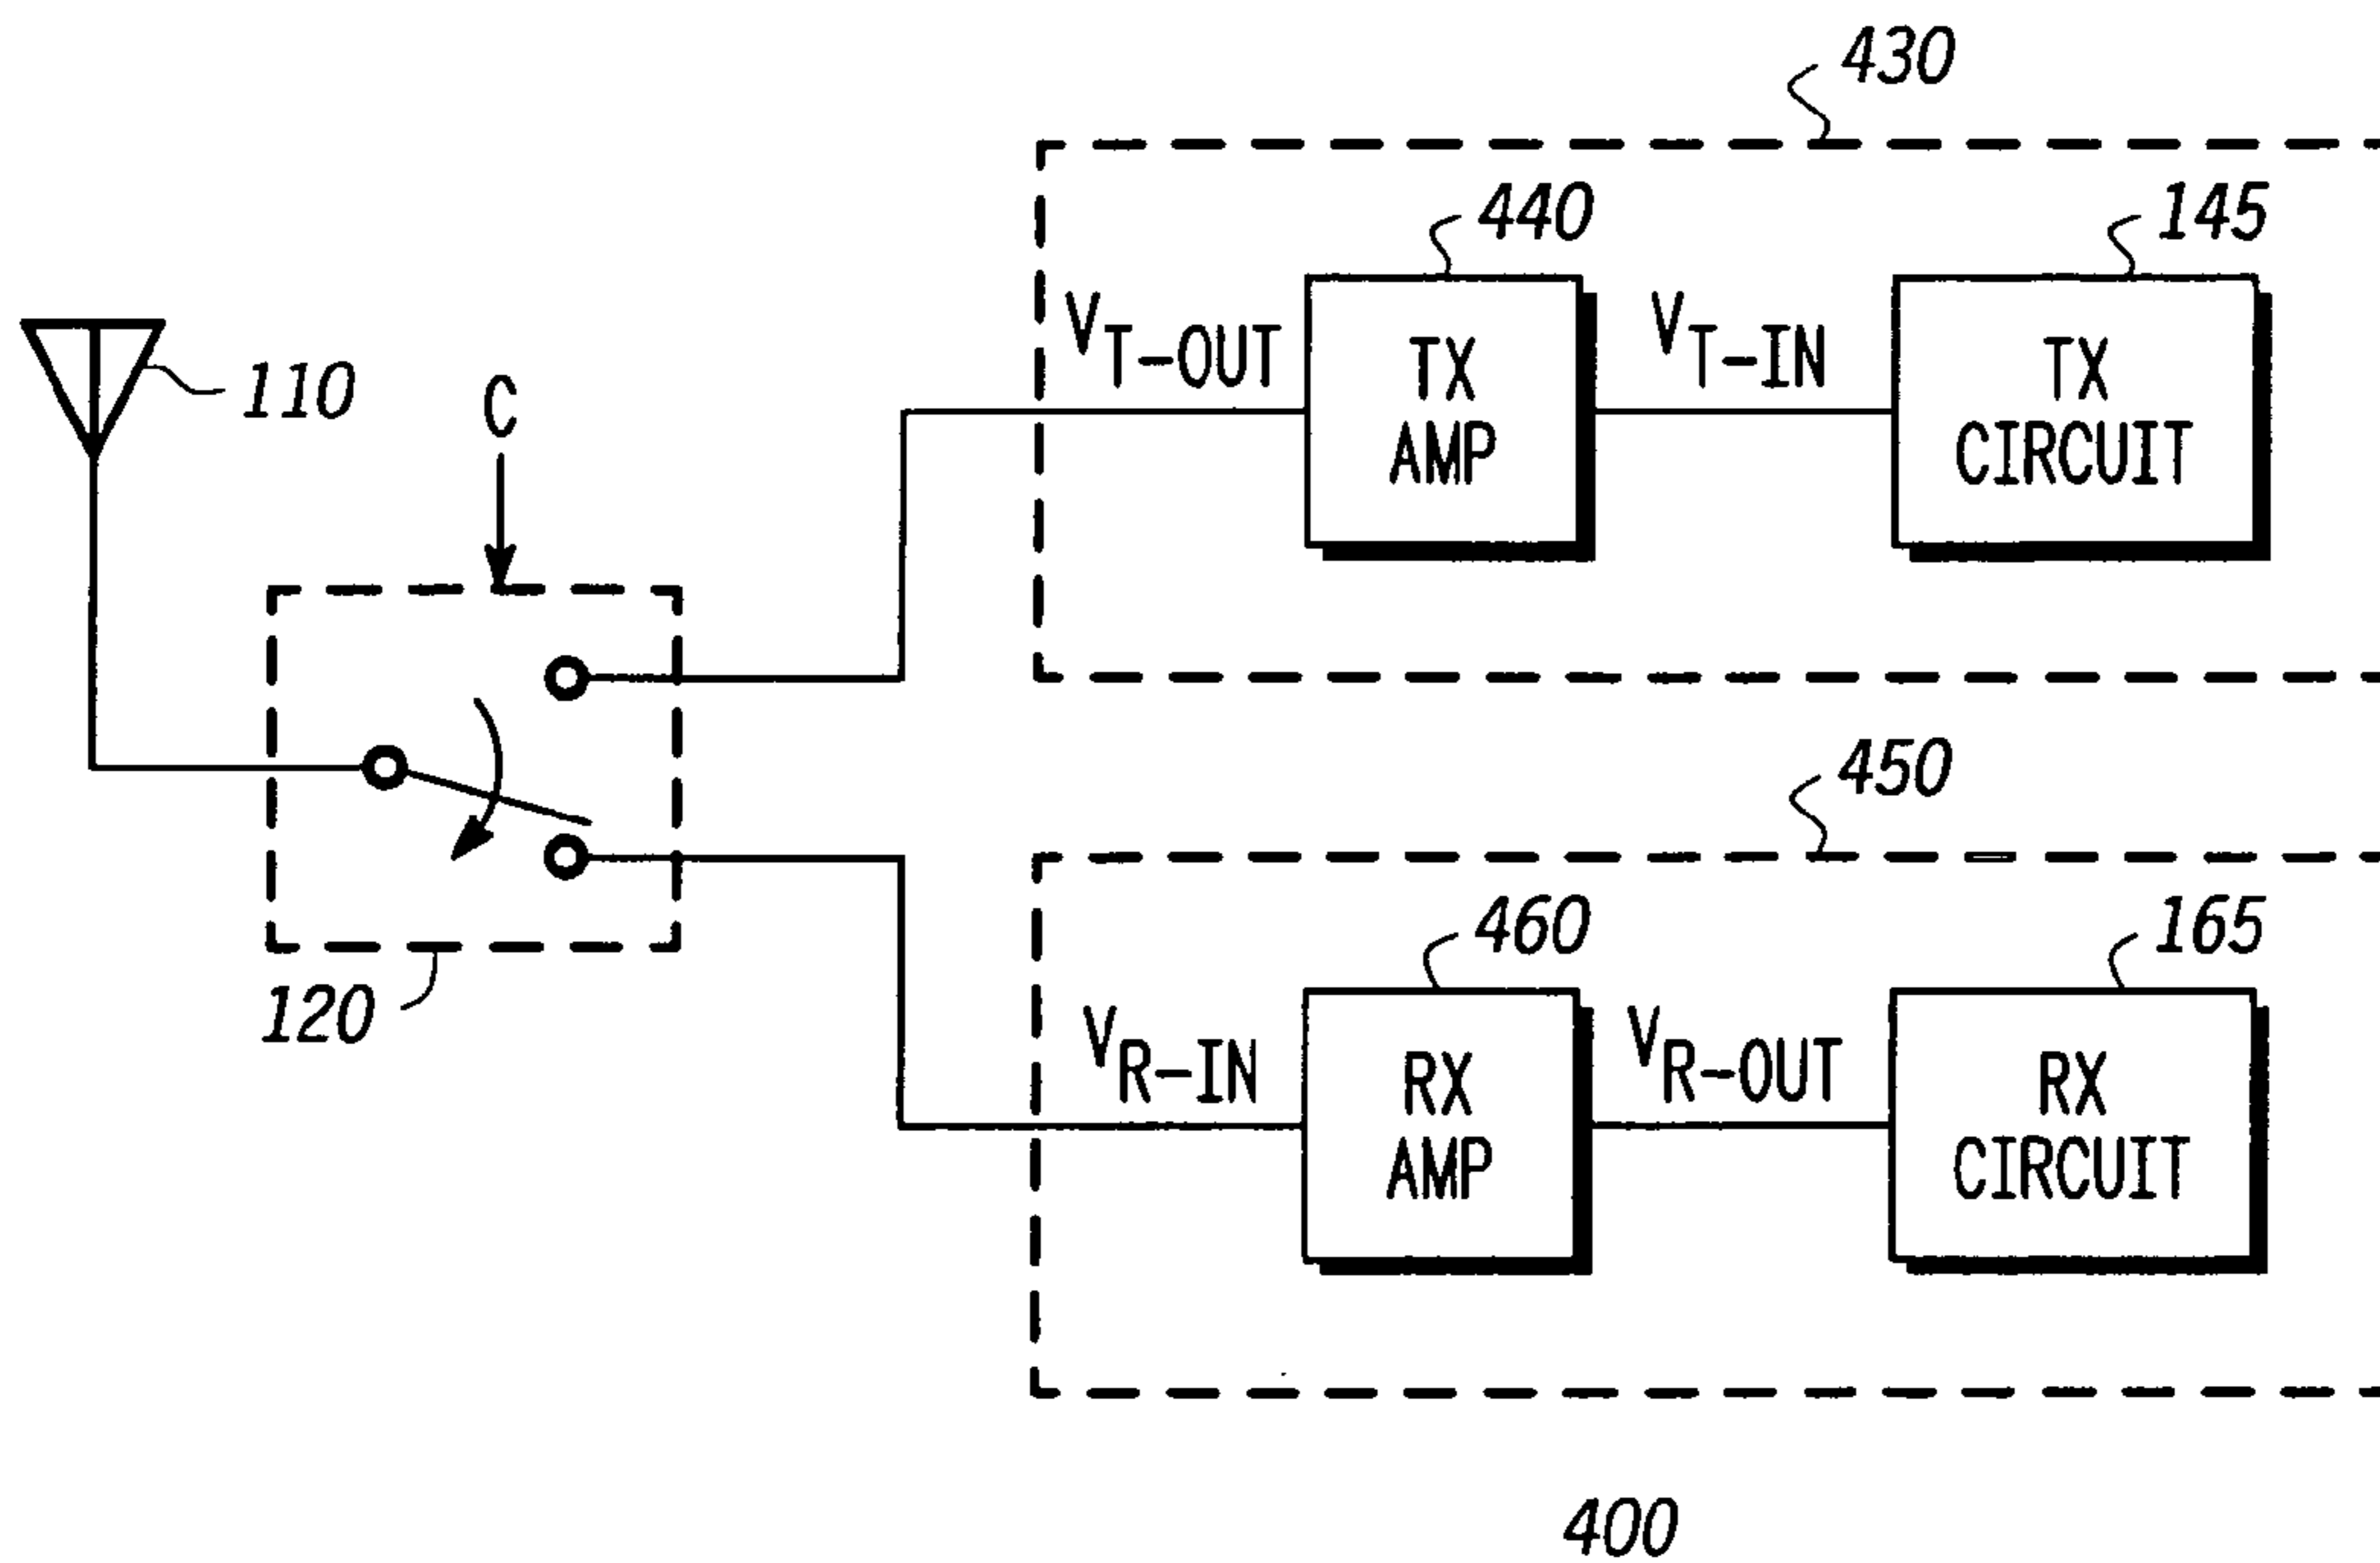 430
440
145
V T-OUT
TX
AMP
V T-IN
TX
CIRCUIT
110
C
450
460
165
120
V R-IN
RX
AMP
V R-OUT
RX
CIRCUIT
400